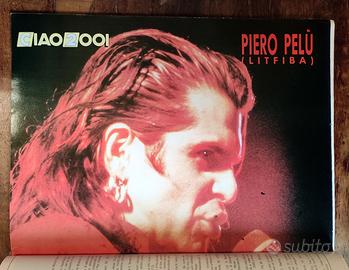 CIAO 2001
PIERO PELÙ
(LITFIBA)
subito